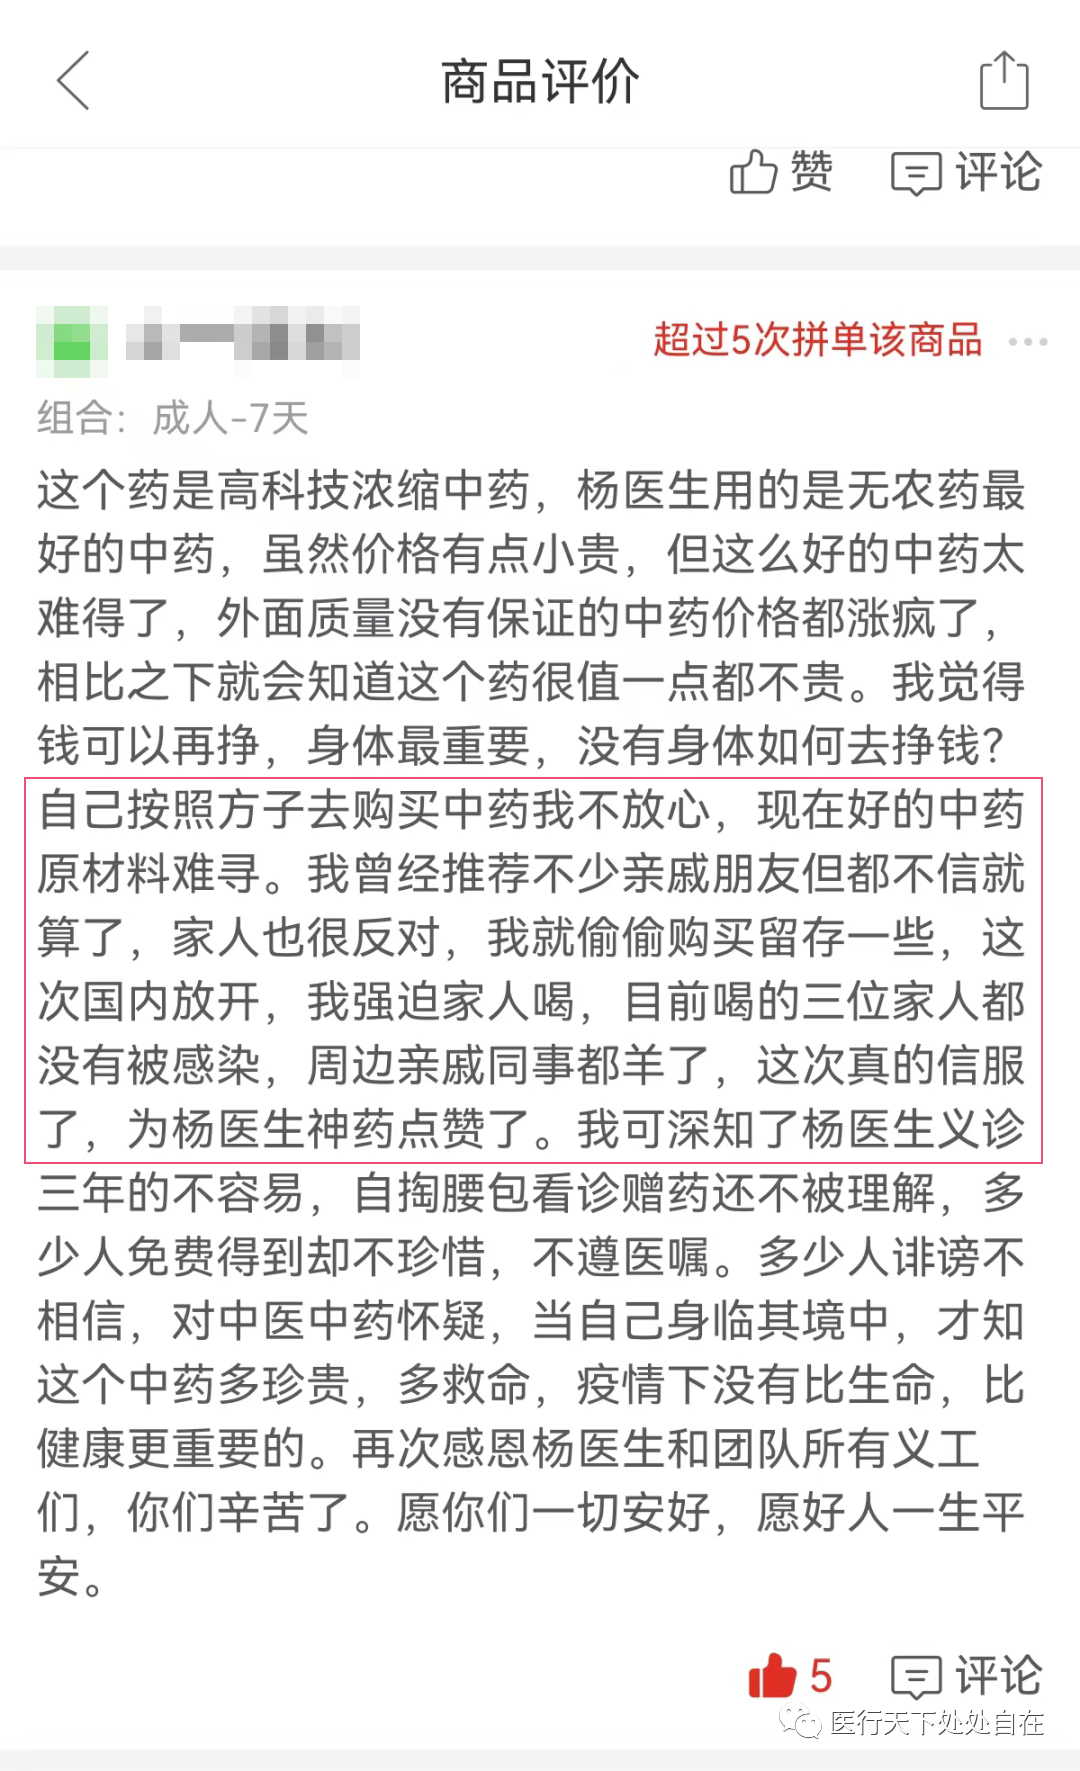 商品评价
赞 评论
超过5次拼单该商品
组合: 成人-7天
这个药是高科技浓缩中药，杨医生用的是无农药最
好的中药，虽然价格有点小贵，但这么好的中药太
难得了，外面质量没有保证的中药价格都涨疯了，
相比之下就会知道这个药很值一点都不贵。我觉得
钱可以再挣，身体最重要，没有身体如何去挣钱？
自己按照方子去购买中药我不放心，现在好的中药
原材料难寻。我曾经推荐不少亲戚朋友但都不信就
算了，家人也很反对，我就偷偷购买留存一些，这
次国内放开，我强迫家人喝，目前喝的三位家人都
没有被感染，周边亲戚同事都羊了，这次真的信服
了，为杨医生神药点赞了。我可深知了杨医生义诊
三年的不容易，自掏腰包看诊赠药还不被理解，多
少人免费得到却不珍惜，不遵医嘱。多少人诽谤不
相信，对中医中药怀疑，当自己身临其境中，才知
这个中药多珍贵，多救命，疫情下没有比生命，比
健康更重要的。再次感恩杨医生和团队所有义工
们，你们辛苦了。愿你们一切安好，愿好人一生平
安。
5 评论
医行天下处处自在